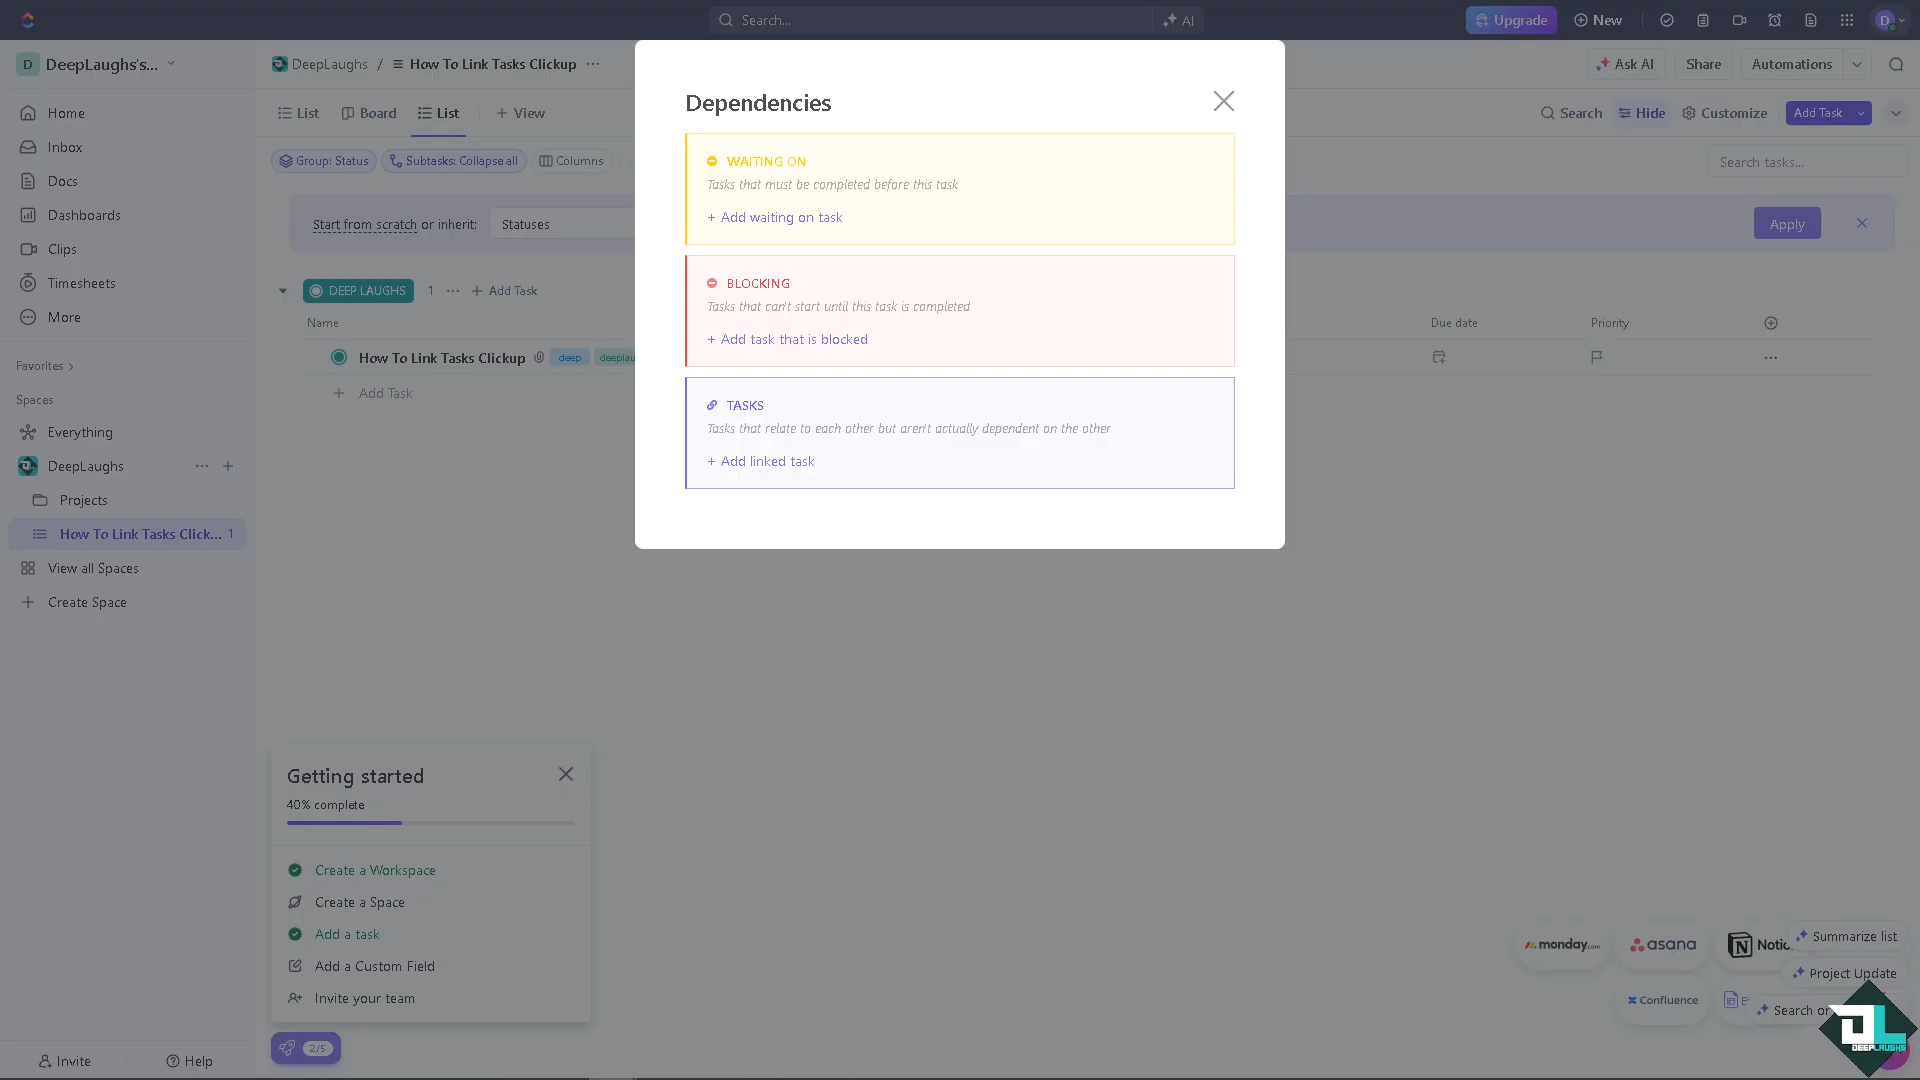 Search...
AI
Upgrade
New
D
D DeepLaughs's...
DeepLaughs / How To Link Tasks Clickup ...
Ask AI
Share
Automations
Home
Inbox
Docs
Dashboards
Clips
Timesheets
More
Favorites
Spaces
Everything
DeepLaughs
Projects
How To Link Tasks Click... 1
View all Spaces
Create Space
Invite
Help
List
Board
List
+ View
Search
Hide
Customize
Add Task
Group: Status
Subtasks: Collapse all
Columns
Search tasks...
Start from scratch or inherit:
Statuses
Apply
DEEP LAUGHS
1
+ Add Task
Name
Due date
Priority
How To Link Tasks Clickup
deep
deeplau
+ Add Task
Dependencies
WAITING ON
Tasks that must be completed before this task
+ Add waiting on task
BLOCKING
Tasks that can't start until this task is completed
+ Add task that is blocked
TASKS
Tasks that relate to each other but aren't actually dependent on the other
+ Add linked task
Getting started
40% complete
Create a Workspace
Create a Space
Add a task
Add a Custom Field
Invite your team
2/5
monday.com
asana
Summarize list
Project Update
Confluence
Search or
DEEPLAUGHS